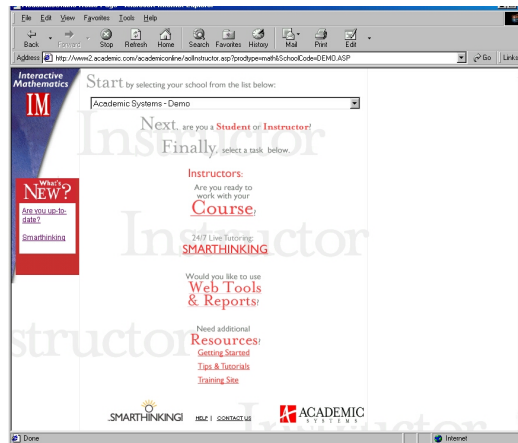 File Edit View Favorites Tools Help
Back Forward Stop Refresh Home Search Favorites History Mail Print Edit
Address http://www2.academic.com/academiconline/aolInstructor.asp?prodtype=math&SchoolCode=DEMO.ASP Go Links
Interactive
Mathematics
IM
Start by selecting your school from the list below:
Academic Systems - Demo
Next, are you a Student or Instructor?
Finally, select a task below.
Instructor
Instructors:
Are you ready to
work with your
Course?
What's
NEW?
Are you up-to-
date?
Smarthinking
24/7 Live Tutoring:
SMARTHINKING
Instructor
Would you like to use
Web Tools
& Reports?
Need additional
Resources?
structor
Getting Started
Tips & Tutorials
Training Site
SMARTHINKING
HELP | CONTACT US
ACADEMIC
SYSTEMS
Instructor
Done Internet